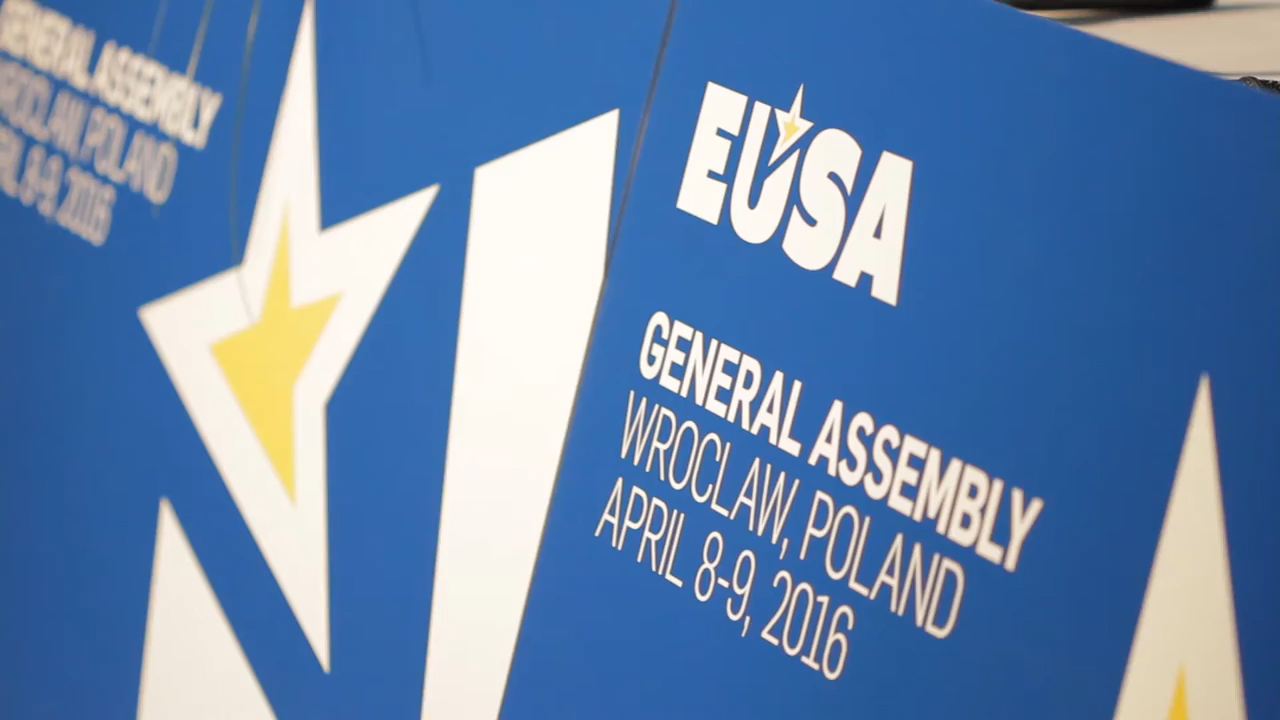 GENERAL ASSEMBLY
WROCLAW, POLAND
APRIL 8-9, 2016
EUSA
GENERAL ASSEMBLY
WROCLAW, POLAND
APRIL 8-9, 2016